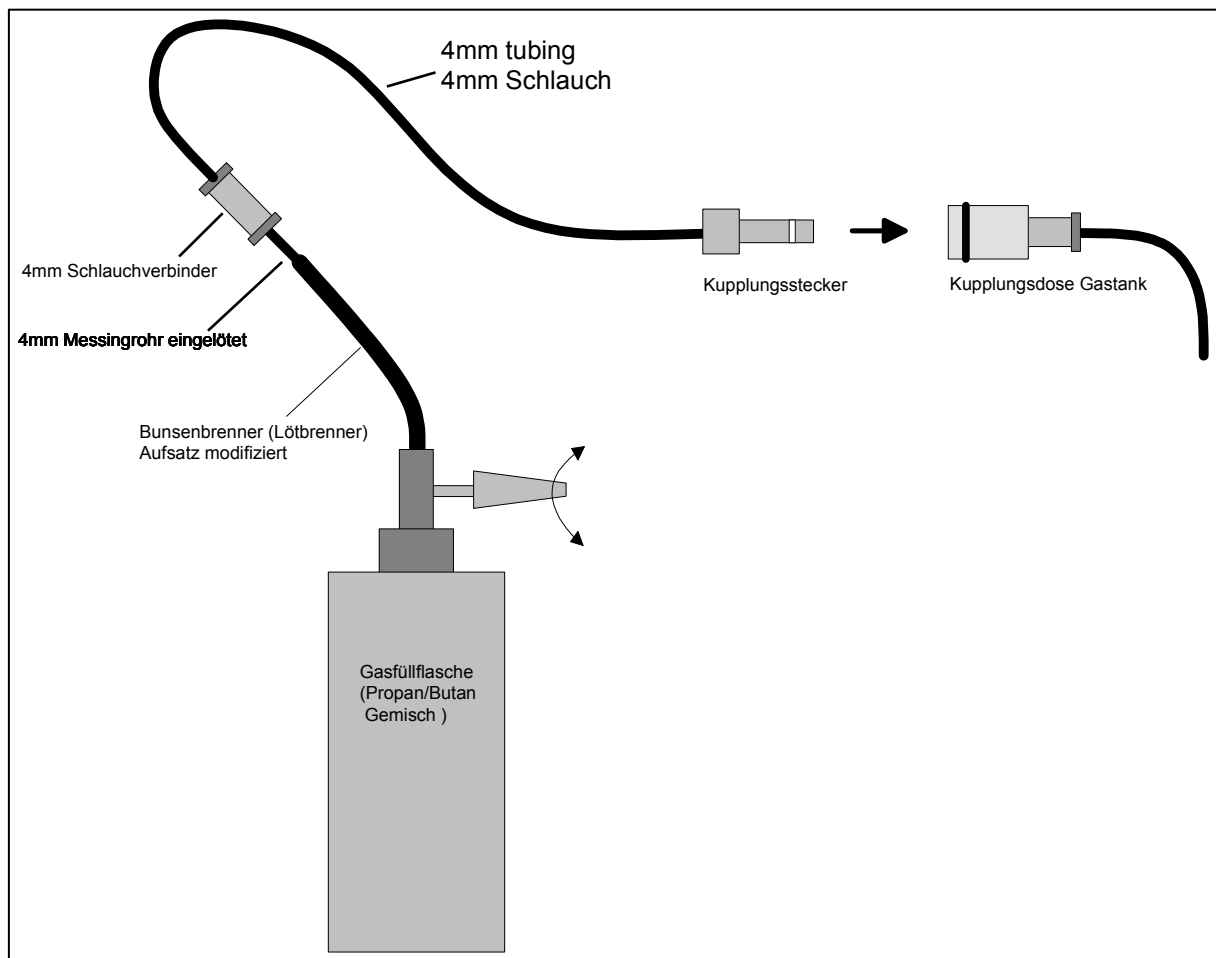 4mm tubing
4mm Schlauch
4mm Schlauchverbinder
Kupplungsstecker
Kupplungsdose Gastank
4mm Messingrohr eingelötet
Bunsenbrenner (Lötbrenner)
Aufsatz modifiziert
Gasfüllflasche
(Propan/Butan
Gemisch )